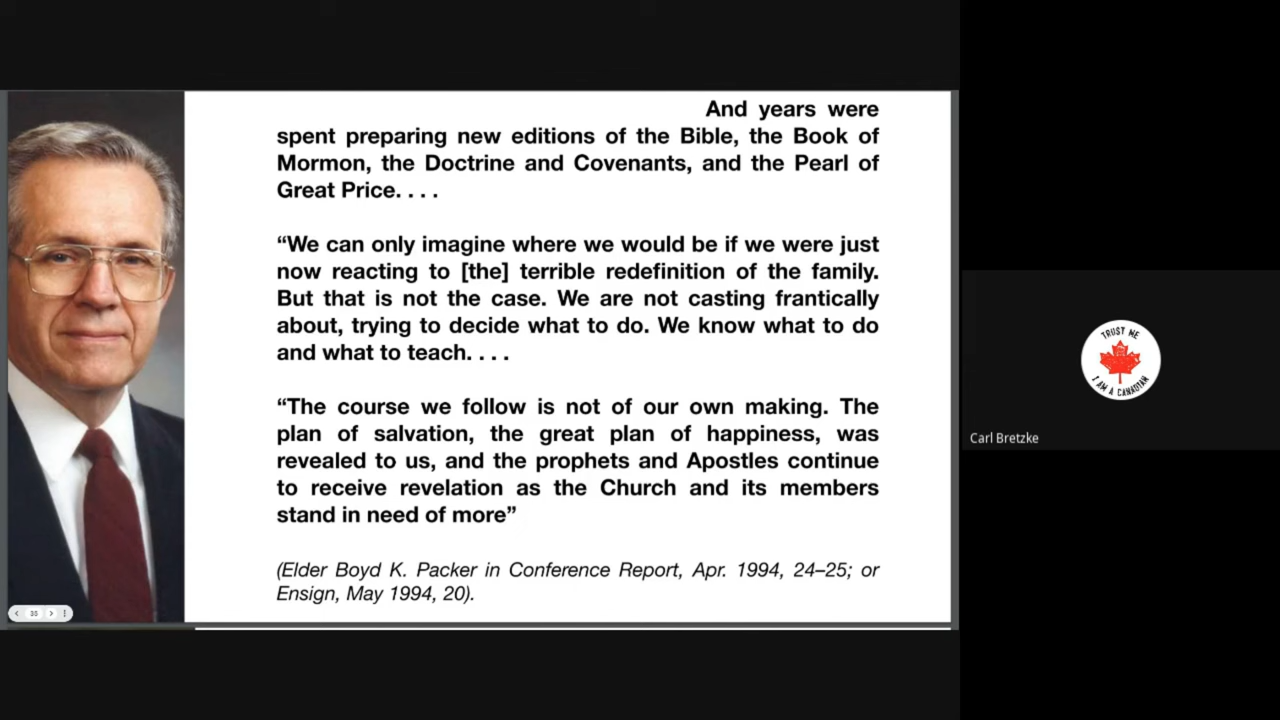 And years were
spent preparing new editions of the Bible, the Book of
Mormon, the Doctrine and Covenants, and the Pearl of
Great Price. . . .
“We can only imagine where we would be if we were just
now reacting to [the] terrible redefinition of the family.
But that is not the case. We are not casting frantically
about, trying to decide what to do. We know what to do
and what to teach. . . .
“The course we follow is not of our own making. The
plan of salvation, the great plan of happiness, was
revealed to us, and the prophets and Apostles continue
to receive revelation as the Church and its members
stand in need of more”
(Elder Boyd K. Packer in Conference Report, Apr. 1994, 24–25; or
Ensign, May 1994, 20).
35
TRUST ME
I AM A CANADIAN
Carl Bretzke